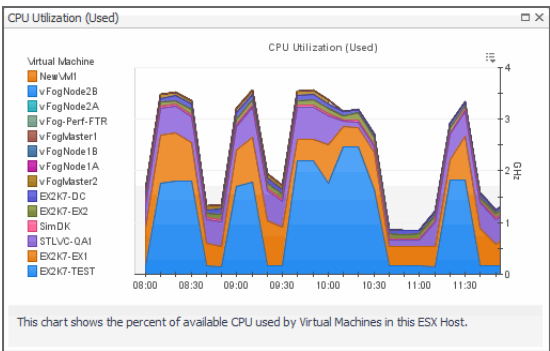 CPU Utilization (Used)
CPU Utilization (Used)
Virtual Machine
NewVM1
vFogNode2B
vFogNode2A
vFog-Perf-FTR
vFogMaster1
vFogNode1B
vFogNode1A
vFogMaster2
EX2K7-DC
EX2K7-EX2
SimDK
STLVC-QA1
EX2K7-EX1
EX2K7-TEST
4
3
2
1
0
GHz
08:00 08:30 09:00 09:30 10:00 10:30 11:00 11:30
This chart shows the percent of available CPU used by Virtual Machines in this ESX Host.